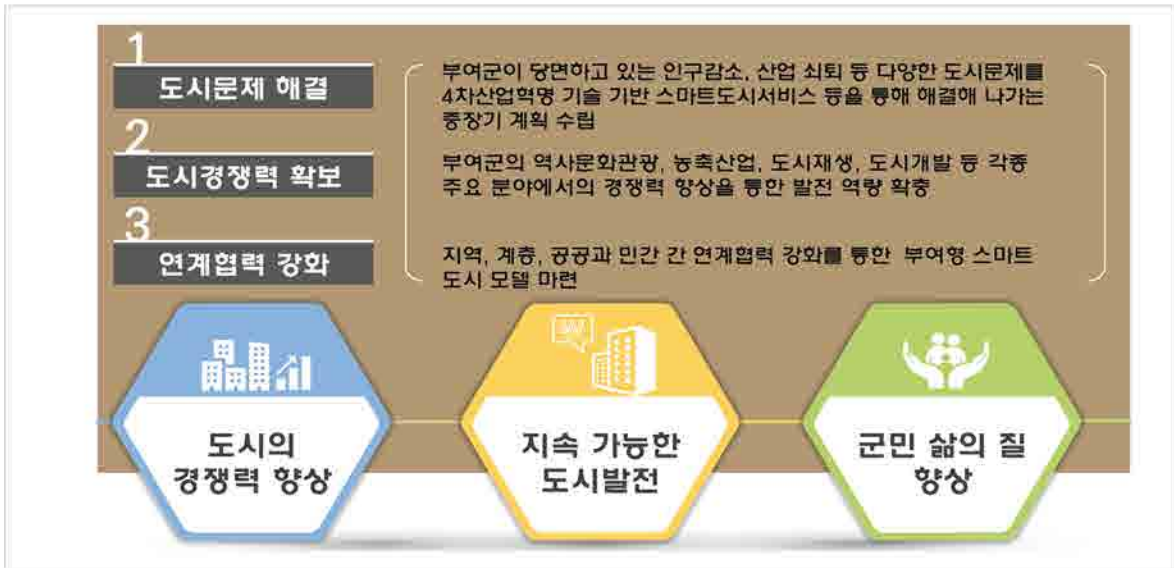 1
도시문제 해결
부여군이 당면하고 있는 인구감소, 산업 쇠퇴 등 다양한 도시문제를
4차산업혁명 기술 기반 스마트도시서비스 등을 통해 해결해 나가는
중장기 계획 수립
2
도시경쟁력 확보
부여군의 역사문화관광, 농축산업, 도시재생, 도시개발 등 각종
주요 분야에서의 경쟁력 향상을 통한 발전 역량 확충
3
연계협력 강화
지역, 계층, 공공과 민간 간 연계협력 강화를 통한 부여형 스마트
도시 모델 마련
도시의
경쟁력 향상
지속 가능한
도시발전
군민 삶의 질
향상